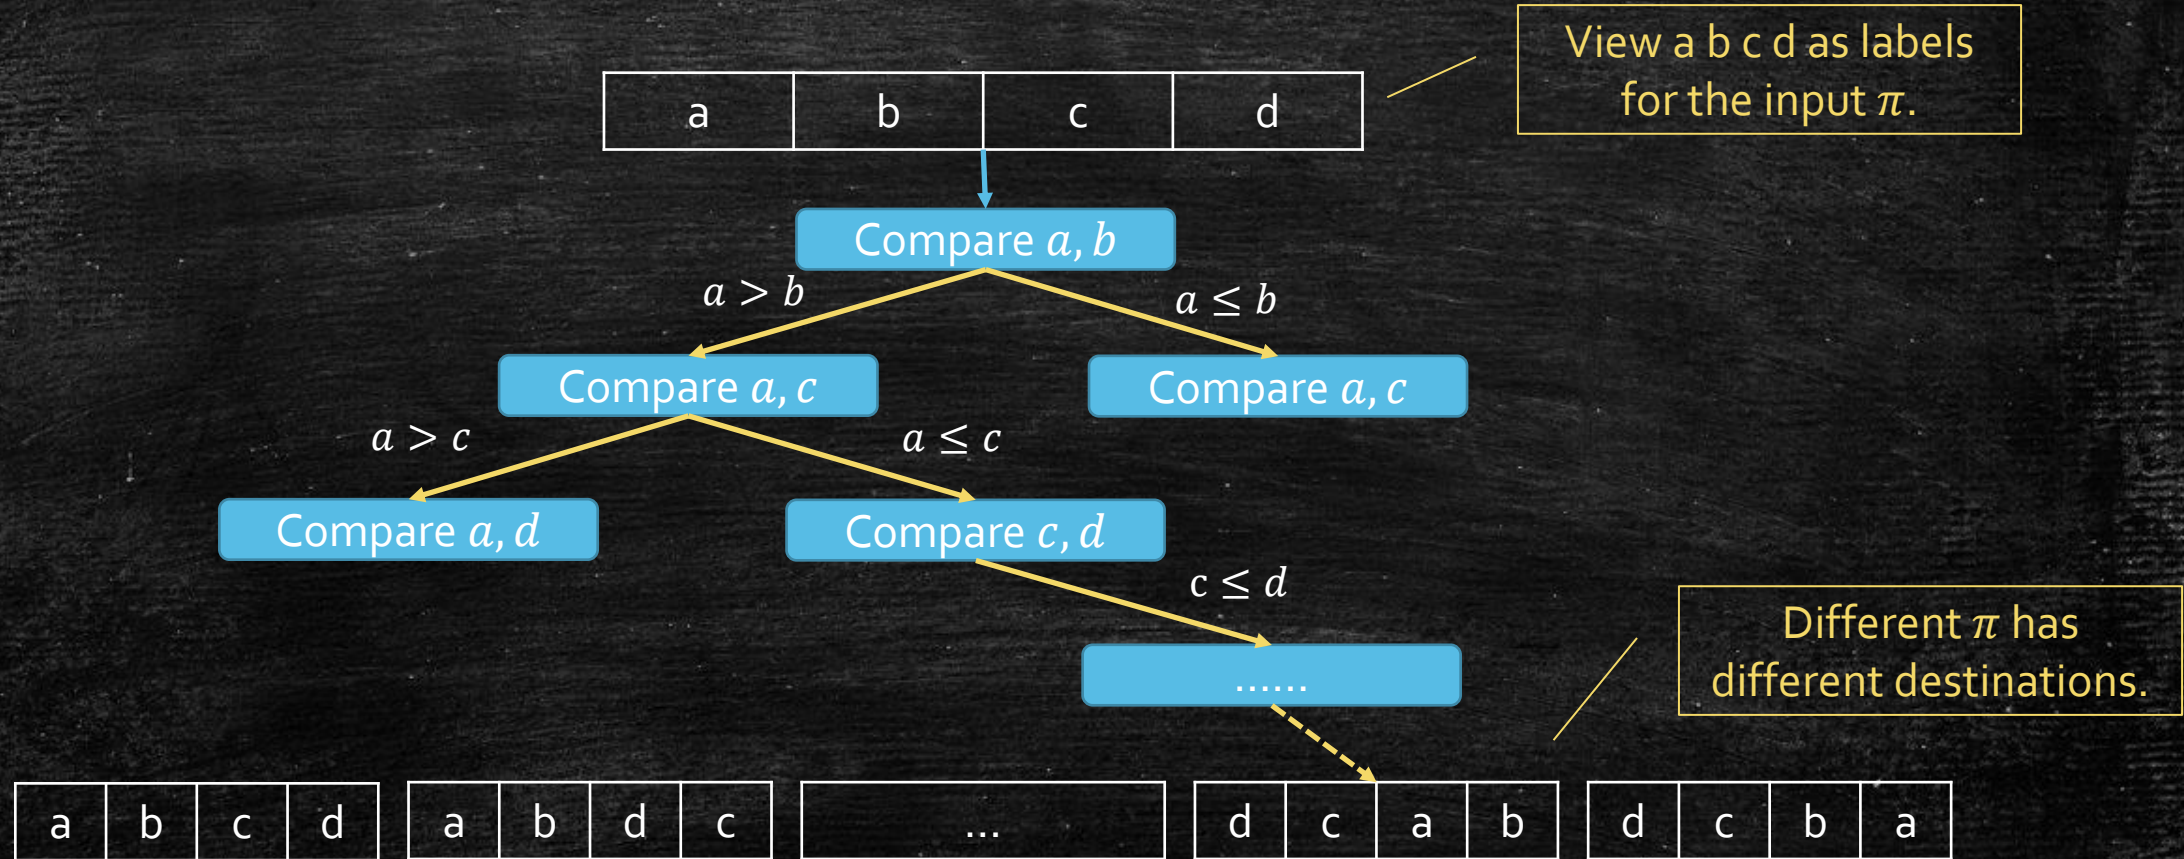 View a b c d as labels
for the input π.
a b c d
Compare a, b
a > b
a ≤ b
Compare a, c
Compare a, c
a > c
a ≤ c
Compare a, d
Compare c, d
c ≤ d
Different π has
different destinations.
......
a b c d
a b d c
...
d c a b
d c b a